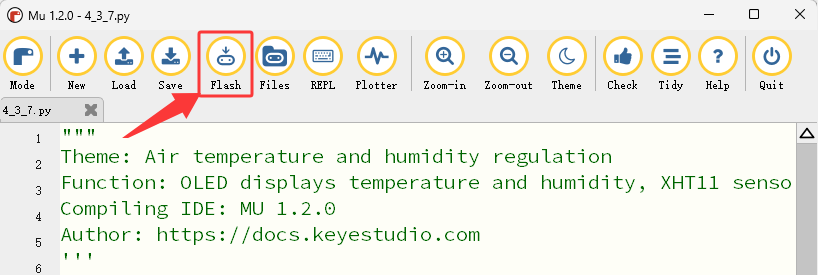 Mu 1.2.0 - 4_3_7.py
Mode New Load Save Flash Files REPL Plotter Zoom-in Zoom-out Theme Check Tidy Help Quit
4_3_7.py
1 """
2 Theme: Air temperature and humidity regulation
3 Function: OLED displays temperature and humidity, XHT11 senso
4 Compiling IDE: MU 1.2.0
5 Author: https://docs.keyestudio.com
6 '''